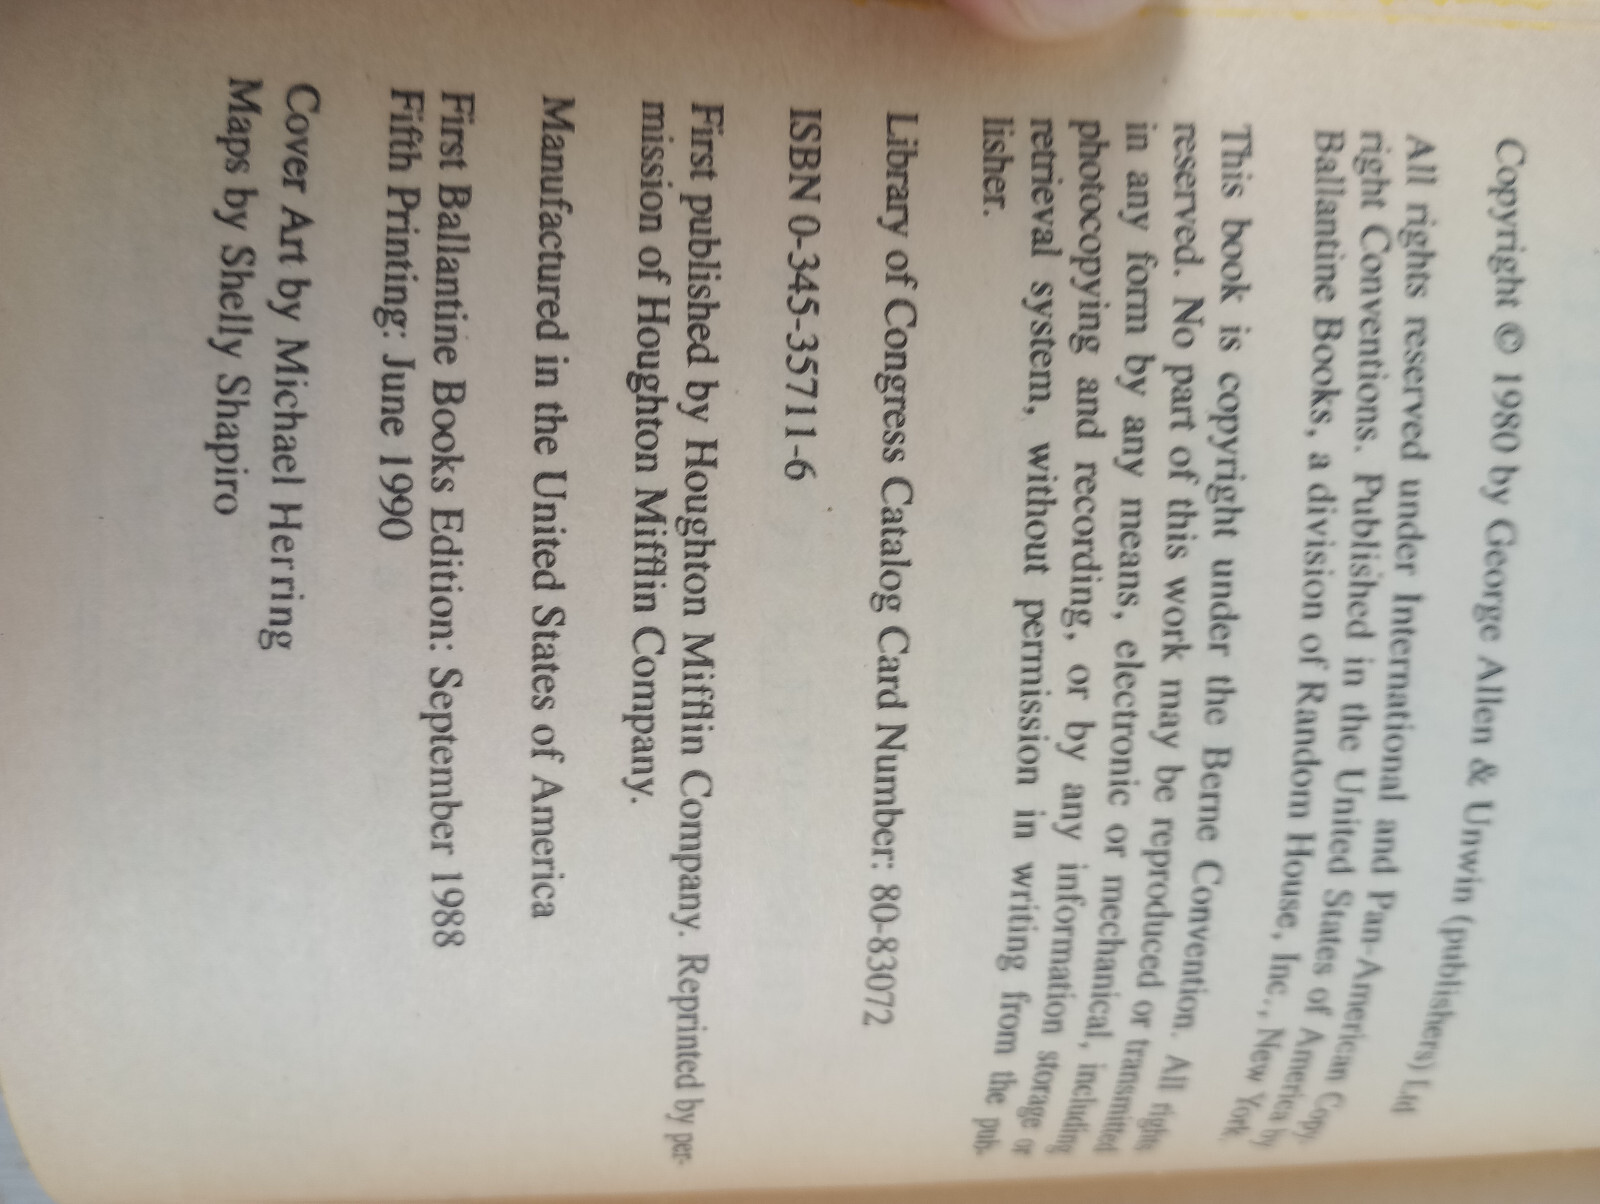 Copyright © 1980 by George Allen & Unwin (publishers) Ltd
All rights reserved under International and Pan-American Copy-
right Conventions. Published in the United States of America by
Ballantine Books, a division of Random House, Inc., New York.
This book is copyright under the Berne Convention. All rights
reserved. No part of this work may be reproduced or transmitted
in any form by any means, electronic or mechanical, including
photocopying and recording, or by any information storage or
retrieval system, without permission in writing from the pub-
lisher.
Library of Congress Catalog Card Number: 80-83072
ISBN 0-345-35711-6
First published by Houghton Mifflin Company. Reprinted by per-
mission of Houghton Mifflin Company.
Manufactured in the United States of America
First Ballantine Books Edition: September 1988
Fifth Printing: June 1990
Cover Art by Michael Herring
Maps by Shelly Shapiro